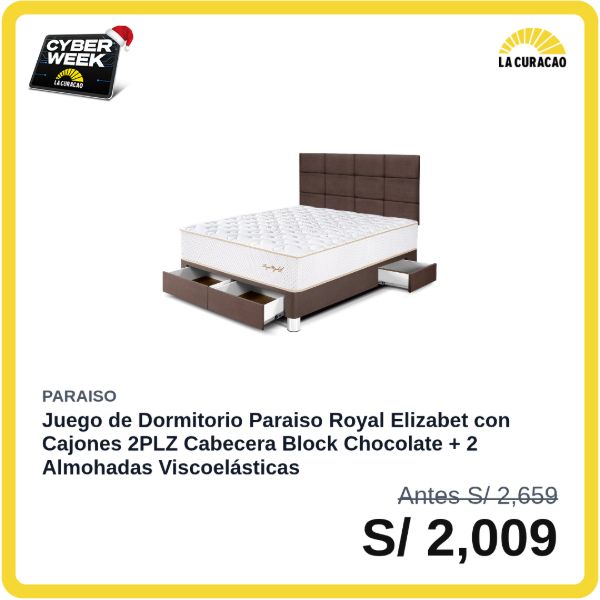 CYBER
WEEK
LA CURACAO
LA CURACAO
PARAISO
Juego de Dormitorio Paraiso Royal Elizabet con
Cajones 2PLZ Cabecera Block Chocolate + 2
Almohadas Viscoelásticas
Antes S/ 2,659
S/ 2,009